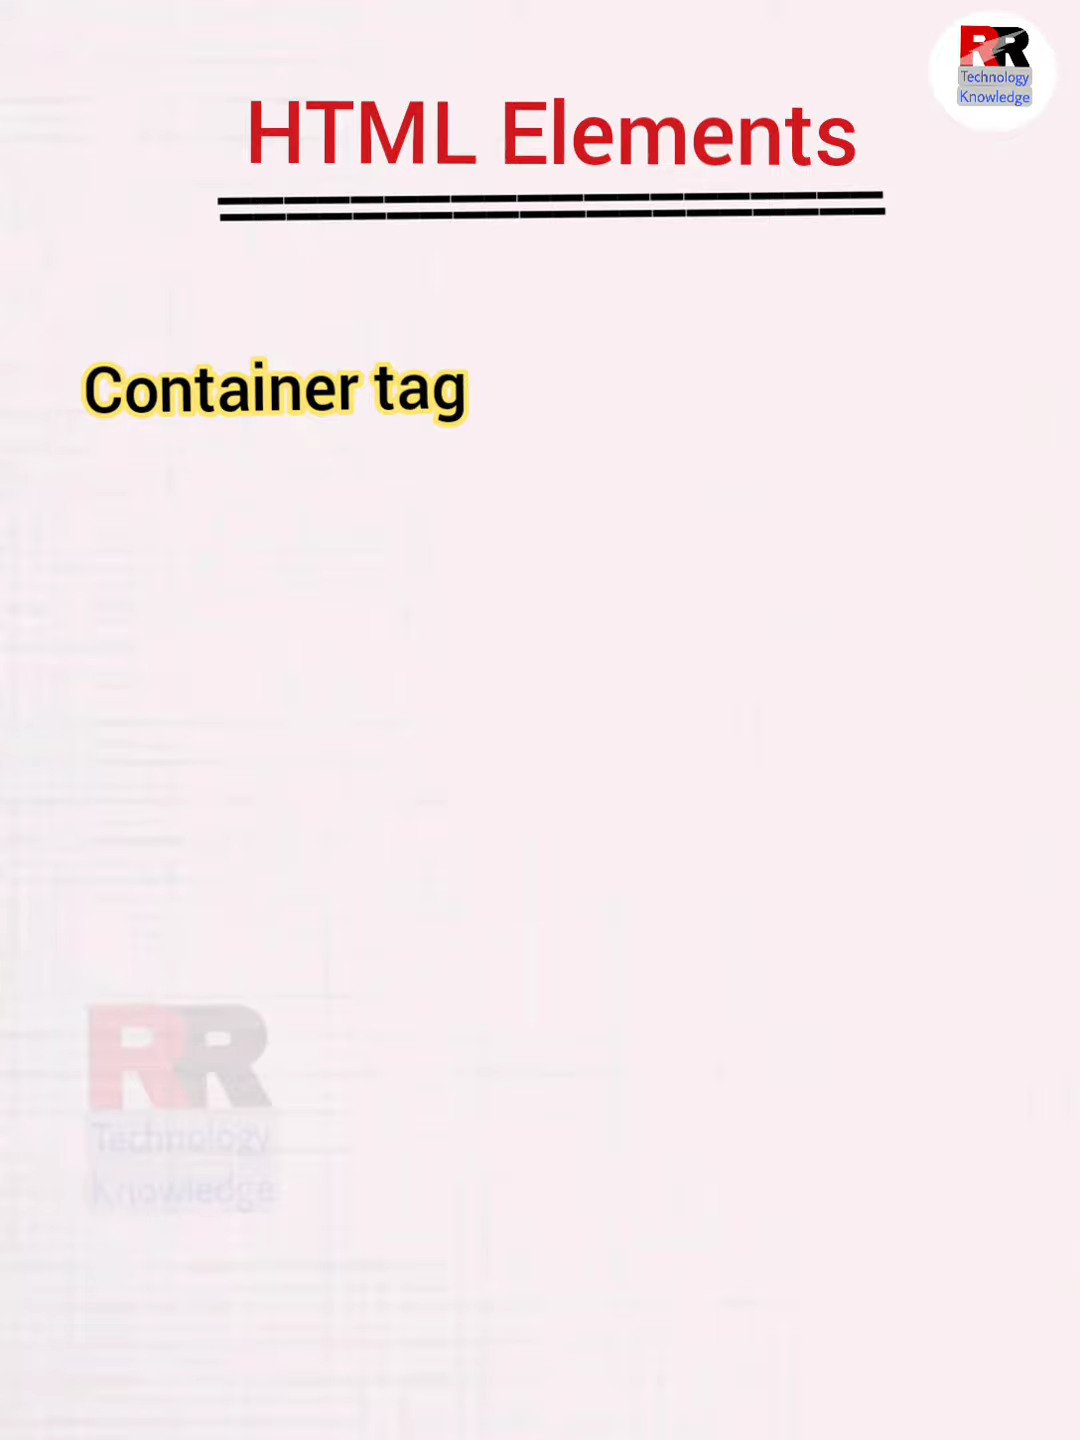 RR
Technology
Knowledge
HTML Elements
Container tag
RR
Technology
Knowledge